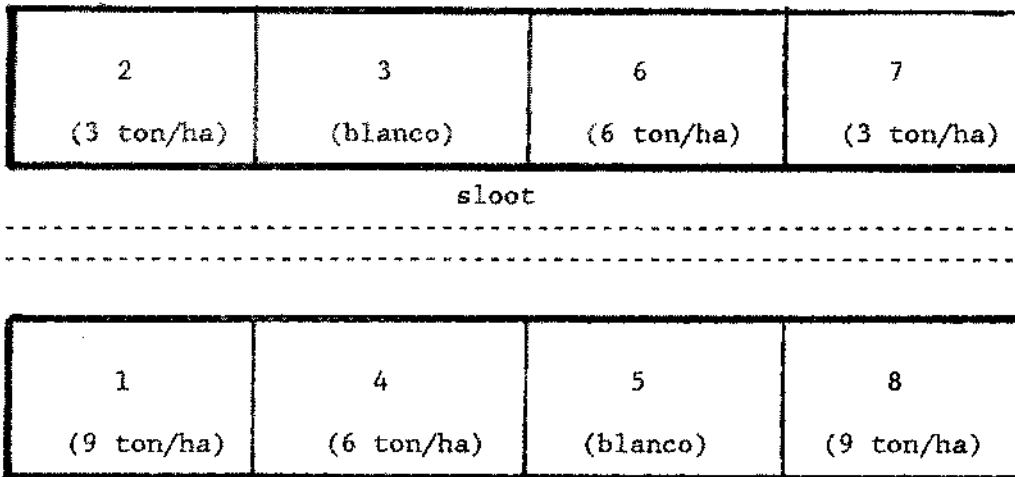 2 3 6 7
(3 ton/ha) (blanco) (6 ton/ha) (3 ton/ha)
sloot
1 4 5 8
(9 ton/ha) (6 ton/ha) (blanco) (9 ton/ha)